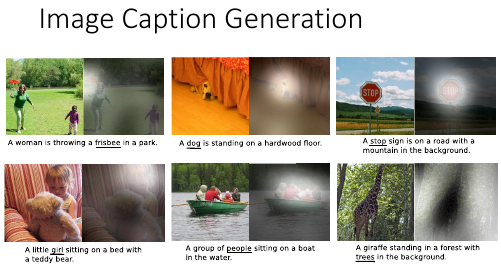 Image Caption Generation
STOP
STOP
A woman is throwing a frisbee in a park.
A dog is standing on a hardwood floor.
A stop sign is on a road with a
mountain in the background.
A little girl sitting on a bed with
a teddy bear.
A group of people sitting on a boat
in the water.
A giraffe standing in a forest with
trees in the background.